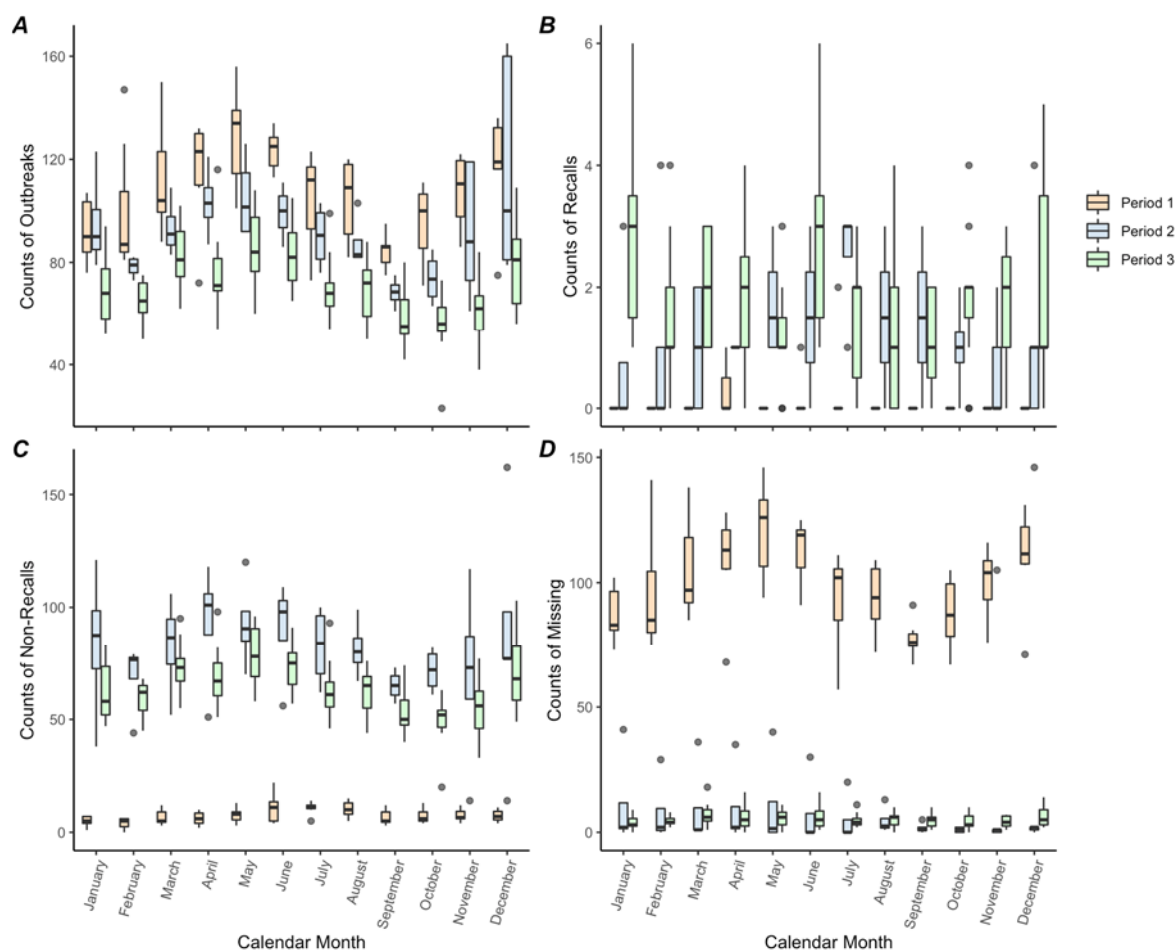 A
Counts of Outbreaks
160
120
80
40
B
Counts of Recalls
6
4
2
0
Period 1
Period 2
Period 3
C
Counts of Non-Recalls
150
100
50
0
January
February
March
April
May
June
July
August
September
October
November
December
Calendar Month
D
Counts of Missing
150
100
50
0
January
February
March
April
May
June
July
August
September
October
November
December
Calendar Month